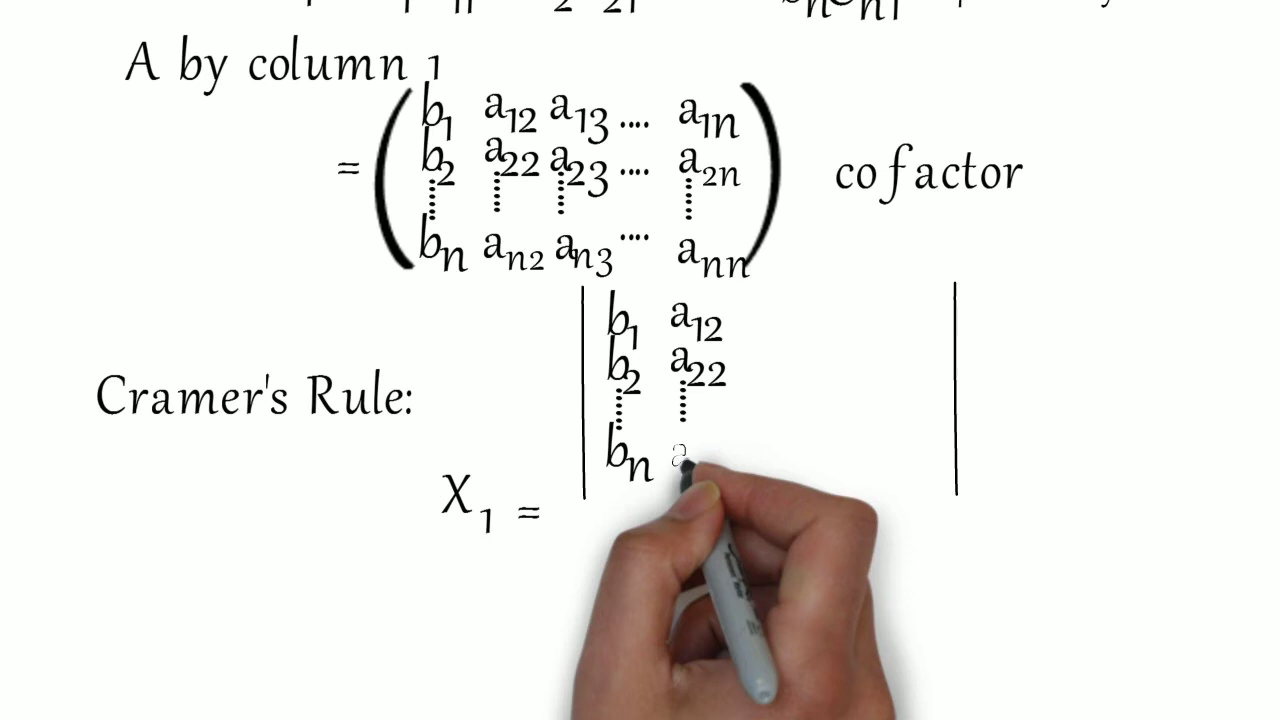 A by column 1
b1 a12 a13 .... a1n
= b2 a22 a23 .... a2n cofactor
bn an2 an3 .... ann
b1 a12
b2 a22
Cramer's Rule:
bn a
X1 =